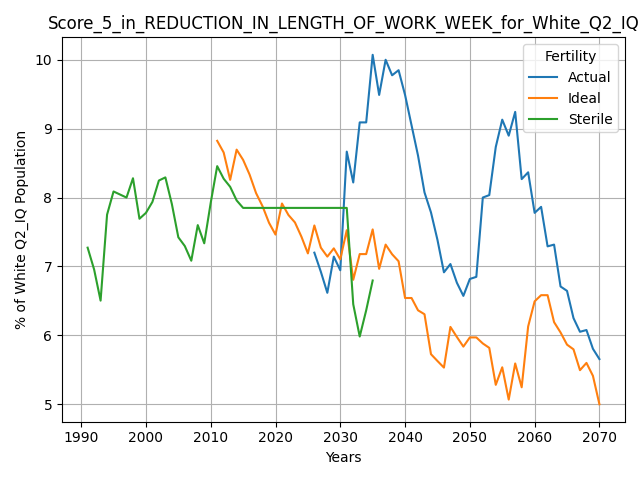 Score_5_in_REDUCTION_IN_LENGTH_OF_WORK_WEEK_for_White_Q2_IQ
Fertility
Actual
Ideal
Sterile
% of White Q2_IQ Population
10
9
8
7
6
5
1990 2000 2010 2020 2030 2040 2050 2060 2070
Years